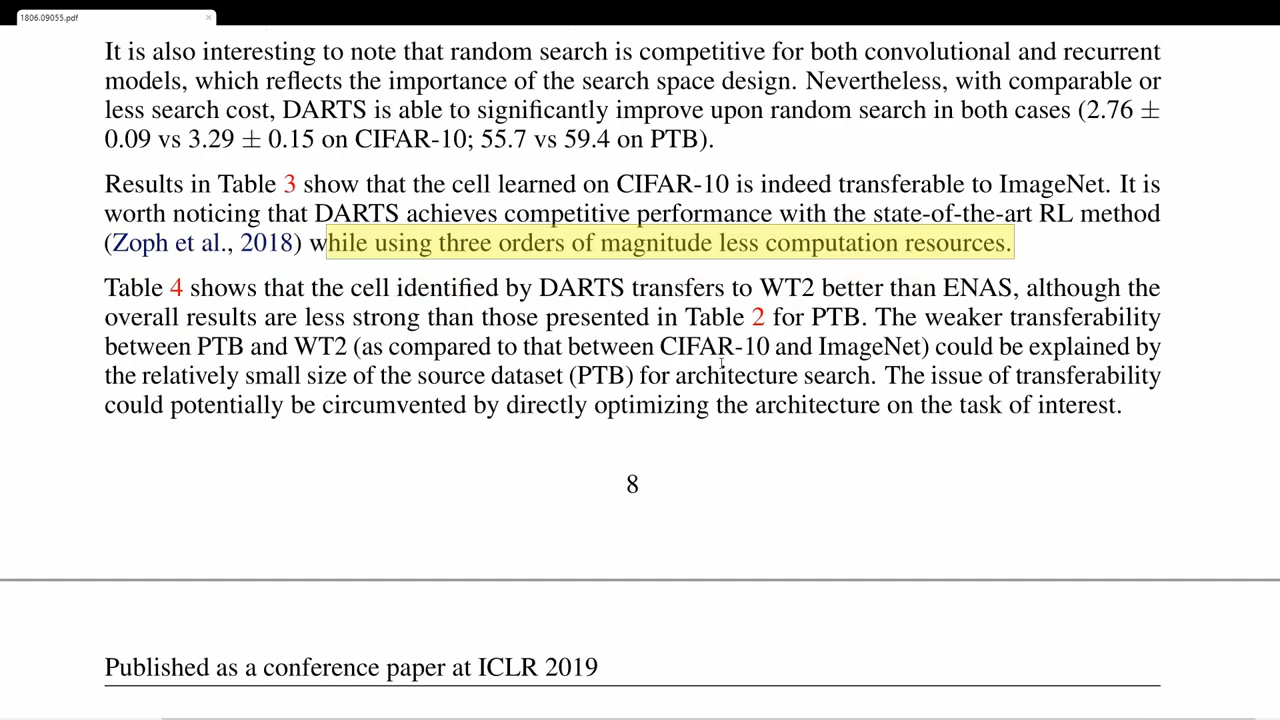 1806.09055.pdf
It is also interesting to note that random search is competitive for both convolutional and recurrent
models, which reflects the importance of the search space design. Nevertheless, with comparable or
less search cost, DARTS is able to significantly improve upon random search in both cases (2.76 ±
0.09 vs 3.29 ± 0.15 on CIFAR-10; 55.7 vs 59.4 on PTB).
Results in Table 3 show that the cell learned on CIFAR-10 is indeed transferable to ImageNet. It is
worth noticing that DARTS achieves competitive performance with the state-of-the-art RL method
(Zoph et al., 2018) while using three orders of magnitude less computation resources.
Table 4 shows that the cell identified by DARTS transfers to WT2 better than ENAS, although the
overall results are less strong than those presented in Table 2 for PTB. The weaker transferability
between PTB and WT2 (as compared to that between CIFAR-10 and ImageNet) could be explained by
the relatively small size of the source dataset (PTB) for architecture search. The issue of transferability
could potentially be circumvented by directly optimizing the architecture on the task of interest.
8
Published as a conference paper at ICLR 2019